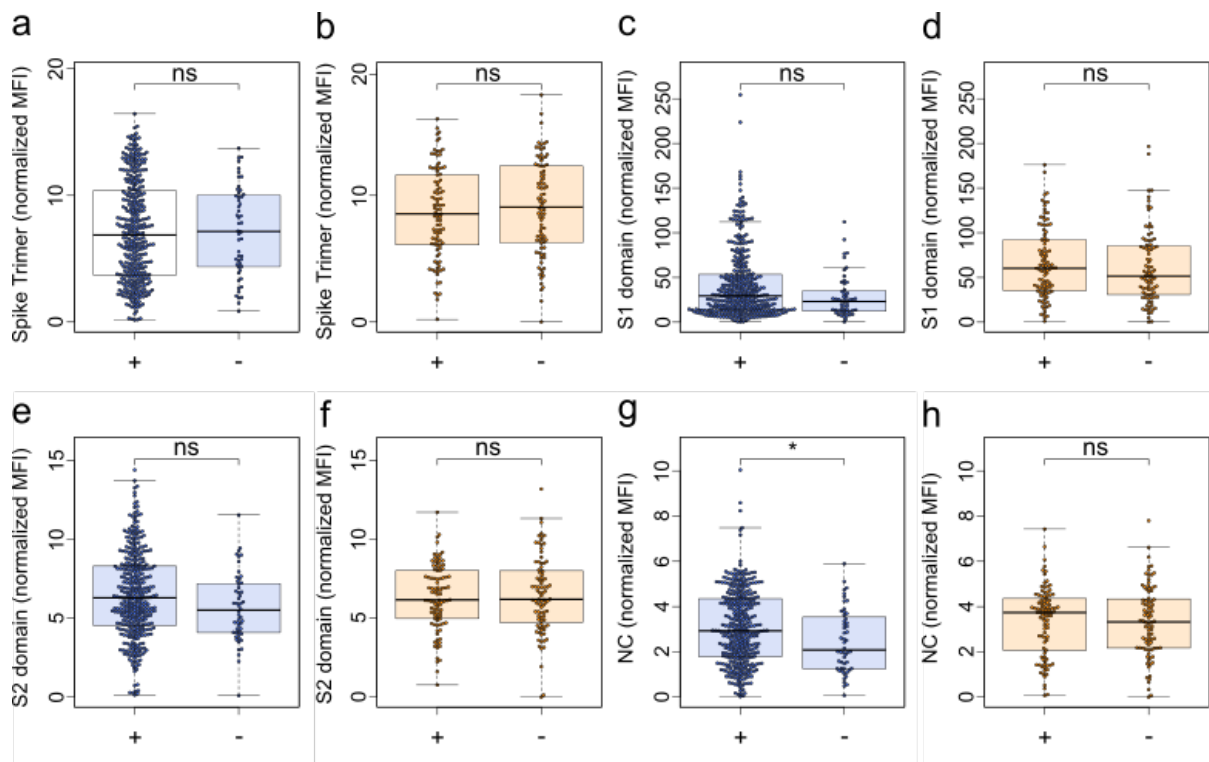 a
b
c
d
Spike Trimer (normalized MFI)
0
10
20
ns
+
-
Spike Trimer (normalized MFI)
0
10
20
ns
+
-
S1 domain (normalized MFI)
0
50
100
150
200
250
ns
+
-
S1 domain (normalized MFI)
0
50
100
150
200
250
ns
+
-
e
f
g
h
S2 domain (normalized MFI)
0
5
10
15
ns
+
-
S2 domain (normalized MFI)
0
5
10
15
ns
+
-
NC (normalized MFI)
0
2
4
6
8
10
*
+
-
NC (normalized MFI)
0
2
4
6
8
10
ns
+
-